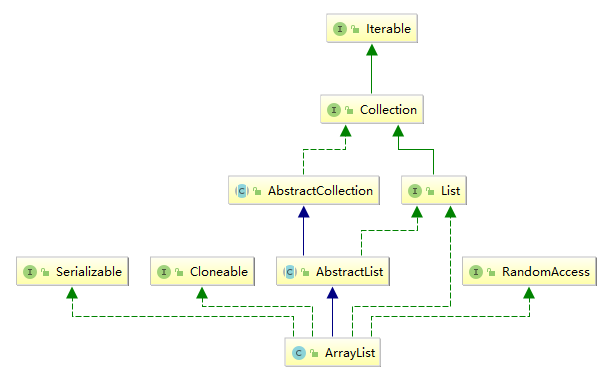 I Iterable
I Collection
C AbstractCollection
I List
I Serializable
I Cloneable
C AbstractList
I RandomAccess
C ArrayList